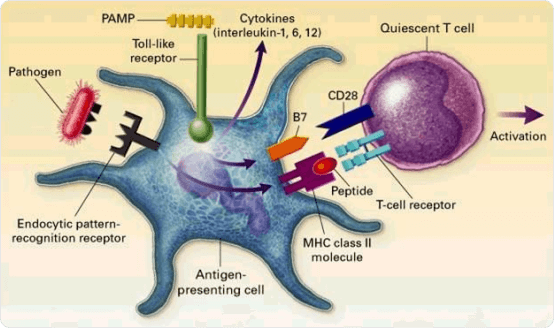 PAMP
Cytokines
(interleukin-1, 6, 12)
Quiescent T cell
Toll-like
receptor
Pathogen
CD28
B7
Activation
Peptide
T-cell receptor
Endocytic pattern-
recognition receptor
MHC class II
molecule
Antigen-
presenting cell